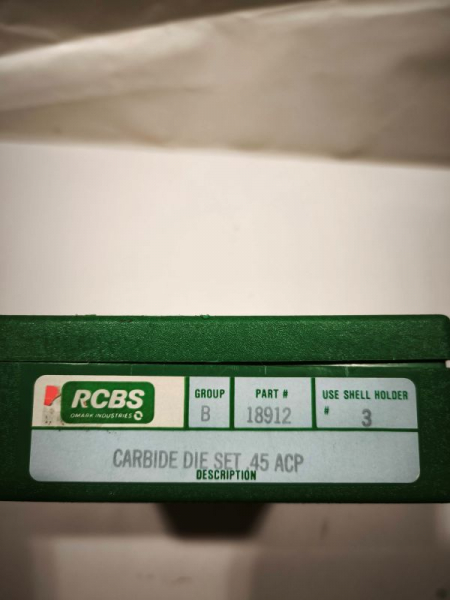 RCBS
OMARK INDUSTRIES
GROUP
B
PART #
18912
USE SHELL HOLDER
# 3
CARBIDE DIE SET 45 ACP
DESCRIPTION